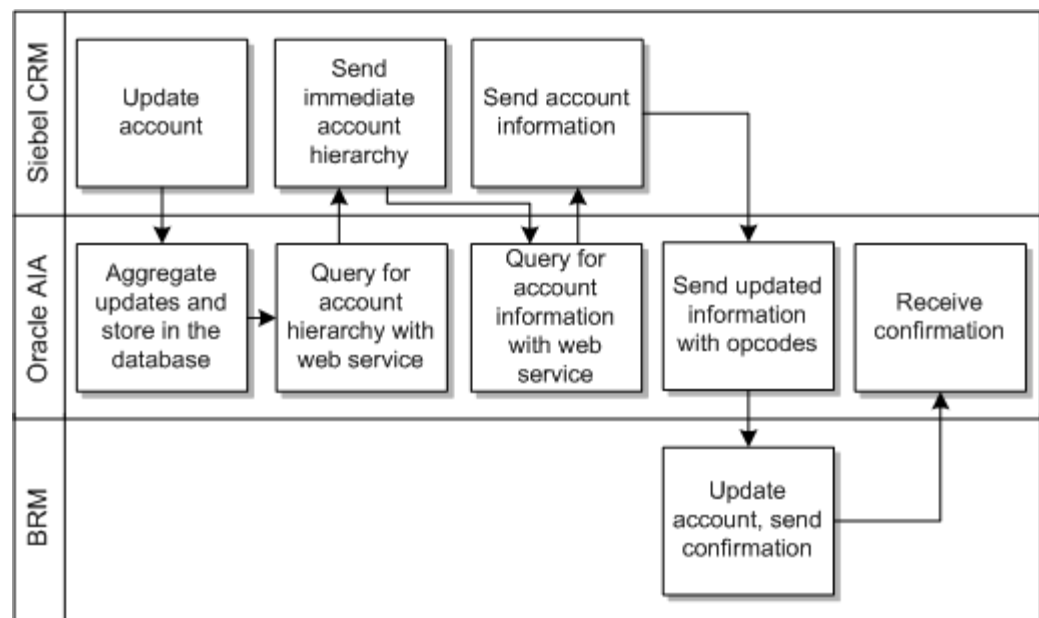 Siebel CRM
Update
account
Send
immediate
account
hierarchy
Send account
information
Oracle AIA
Aggregate
updates and
store in the
database
Query for
account
hierarchy with
web service
Query for
account
information
with web
service
Send updated
information
with opcodes
Receive
confirmation
BRM
Update
account, send
confirmation